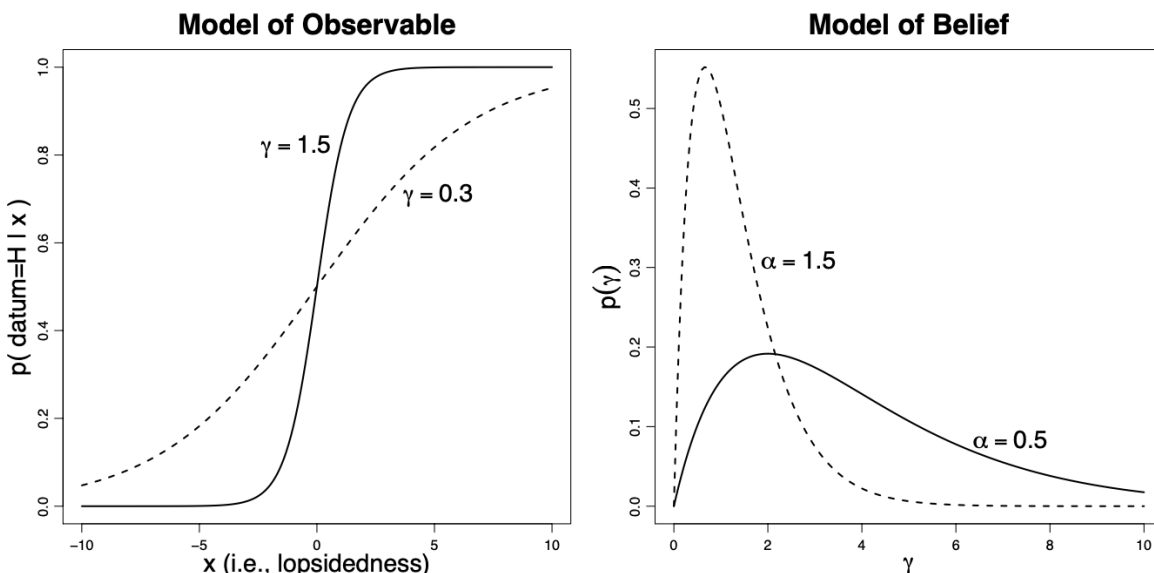 Model of Observable
p( datum=H | x )
1.0
0.8
0.6
0.4
0.2
0.0
γ = 1.5
γ = 0.3
−10
−5
0
5
10
x (i.e., lopsidedness)
Model of Belief
p(γ)
0.5
0.4
0.3
0.2
0.1
0.0
α = 1.5
α = 0.5
0
2
4
6
8
10
γ